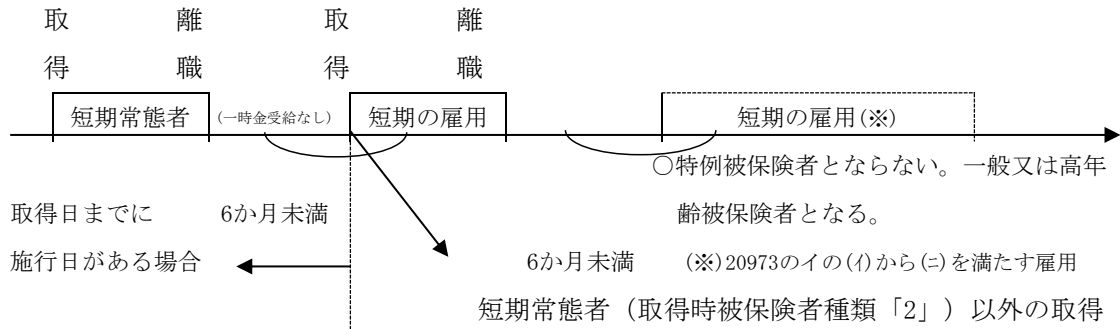 取 離 取 離
得 職 得 職
短期常態者 (一時金受給なし) 短期の雇用 短期の雇用(※)
○特例被保険者とならない。一般又は高年
取得日までに 6か月未満 齢被保険者となる。
施行日がある場合 6か月未満 (※)20973のイの(ｲ)から(ﾆ)を満たす雇用
短期常態者（取得時被保険者種類「2」）以外の取得